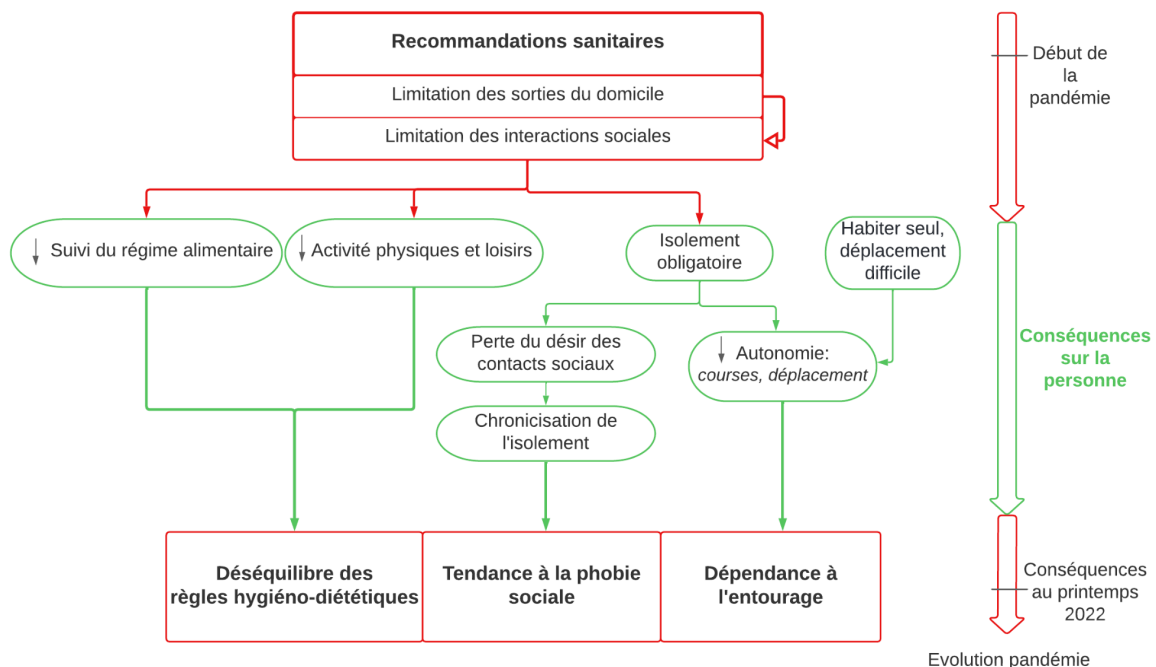 Recommandations sanitaires
Limitation des sorties du domicile
Limitation des interactions sociales
Début de
la
pandémie
Suivi du régime alimentaire
Activité physiques et loisirs
Isolement
obligatoire
Habiter seul,
déplacement
difficile
Perte du désir des
contacts sociaux
Autonomie:
courses, déplacement
Conséquences
sur la
personne
Chronicisation de
l'isolement
Déséquilibre des
règles hygiéno-diététiques
Tendance à la phobie
sociale
Dépendance à
l'entourage
Conséquences
au printemps
2022
Evolution pandémie